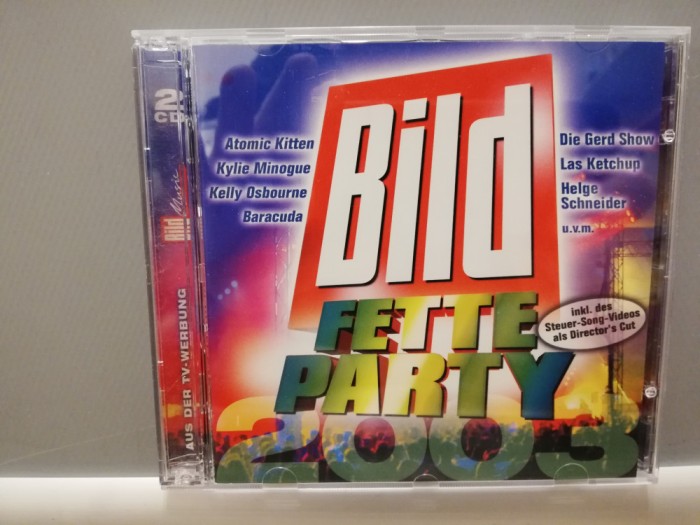 2
CD
Bild Music
AUS DER TV-WERBUNG
Bild
Atomic Kitten
Kylie Minogue
Kelly Osbourne
Baracuda
Die Gerd Show
Las Ketchup
Helge
Schneider
u.v.m.
FETTE
PARTY
2003
inkl. des
Steuer-Song-Videos
als Director's Cut